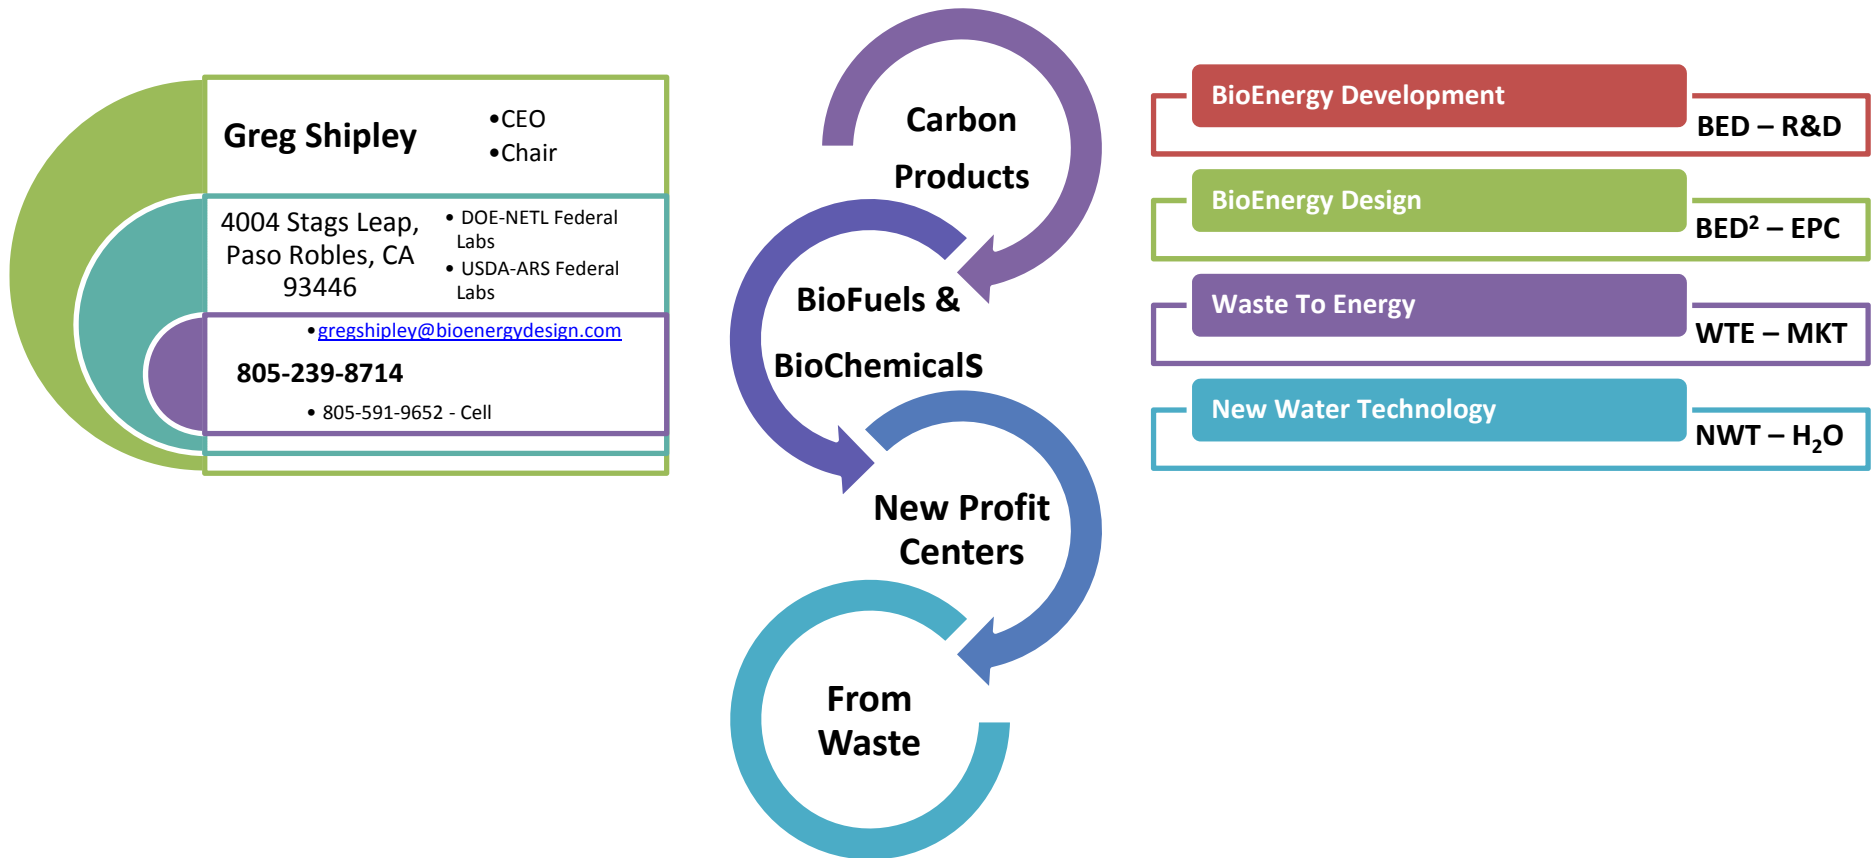 Greg Shipley
•CEO
•Chair
4004 Stags Leap,
Paso Robles, CA
93446
• DOE-NETL Federal
Labs
• USDA-ARS Federal
Labs
•gregshipley@bioenergydesign.com
805-239-8714
• 805-591-9652 - Cell
Carbon
Products
BioFuels &
BioChemicals
New Profit
Centers
From
Waste
BioEnergy Development
BED – R&D
BioEnergy Design
BED² – EPC
Waste To Energy
WTE – MKT
New Water Technology
NWT – H₂O